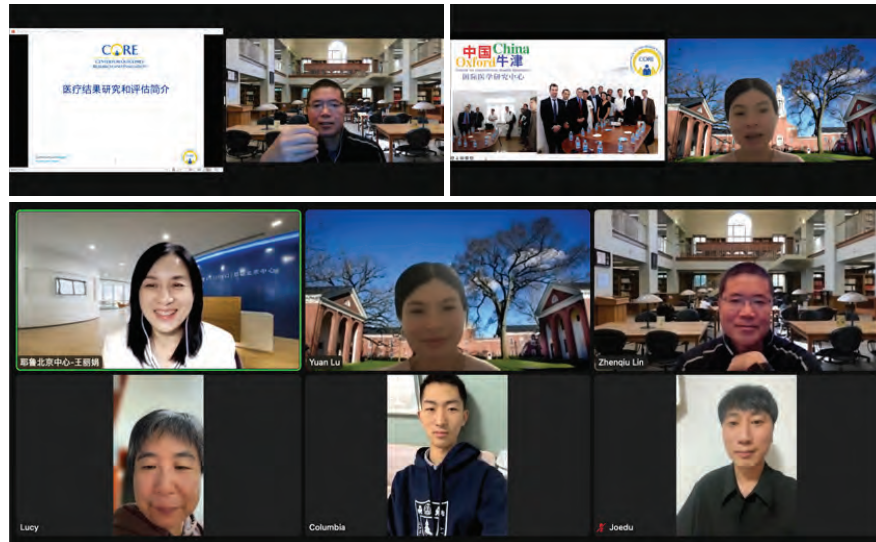 CORE
医疗结果研究和评估简介
中国China
Oxford牛津
国际医学研究中心
CORE
耶鲁北京中心-王丽娟
Yuan Lu
Zhenqiu Lin
Lucy
Columbia
Joedu